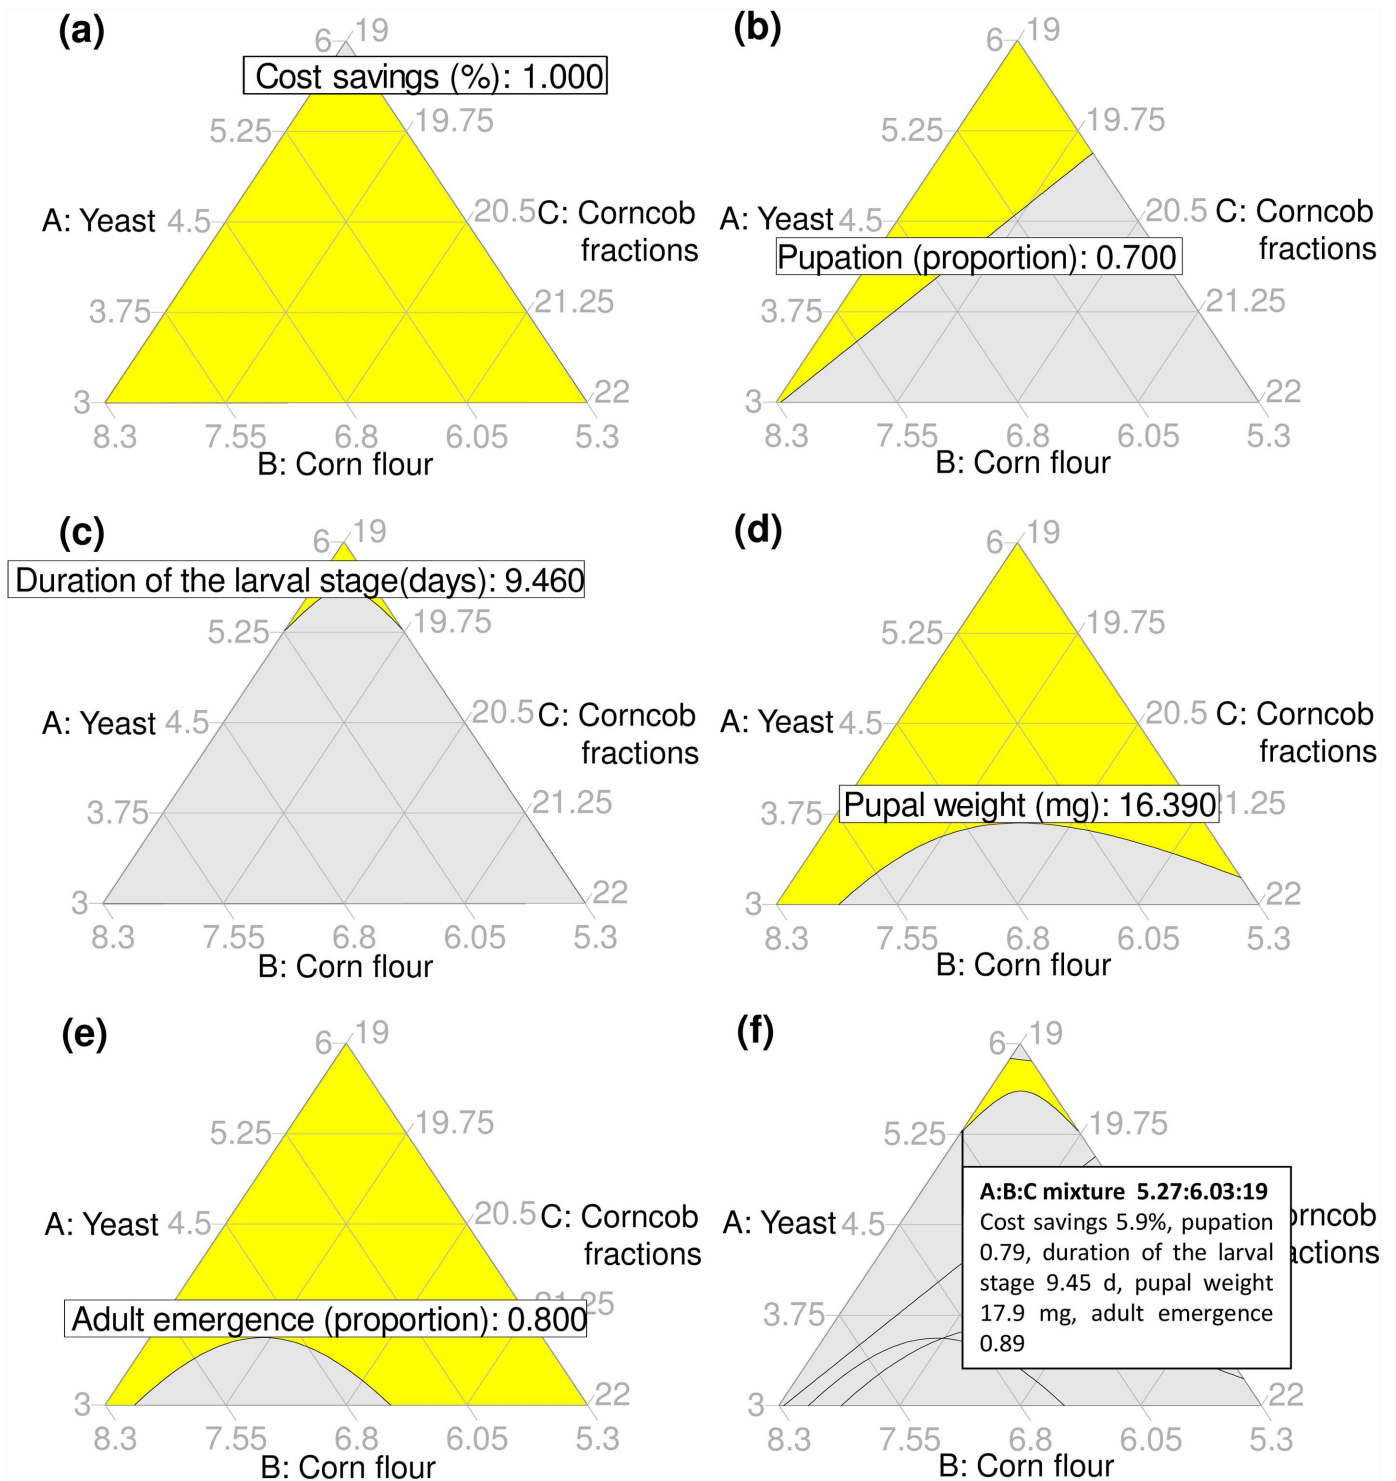 (a)
6 19
Cost savings (%): 1.000
5.25 19.75
A: Yeast 4.5 20.5 C: Corncob
fractions
3.75 21.25
3 22
8.3 7.55 6.8 6.05 5.3
B: Corn flour
(b)
6 19
5.25 19.75
A: Yeast 4.5 20.5 C: Corncob
fractions
Pupation (proportion): 0.700
3.75 21.25
3 22
8.3 7.55 6.8 6.05 5.3
B: Corn flour
(c)
6 19
Duration of the larval stage(days): 9.460
5.25 19.75
A: Yeast 4.5 20.5 C: Corncob
fractions
3.75 21.25
3 22
8.3 7.55 6.8 6.05 5.3
B: Corn flour
(d)
6 19
5.25 19.75
A: Yeast 4.5 20.5 C: Corncob
fractions
Pupal weight (mg): 16.390
3.75 1.25
3 22
8.3 7.55 6.8 6.05 5.3
B: Corn flour
(e)
6 19
5.25 19.75
A: Yeast 4.5 20.5 C: Corncob
fractions
Adult emergence (proportion): 0.800
3 22
8.3 7.55 6.8 6.05 5.3
B: Corn flour
(f)
6 19
5.25 19.75
A:B:C mixture 5.27:6.03:19
Cost savings 5.9%, pupation
0.79, duration of the larval
stage 9.45 d, pupal weight
17.9 mg, adult emergence
0.89
A: Yeast 4.5 orncob
actions
3.75
3 22
8.3 7.55 6.8 6.05 5.3
B: Corn flour